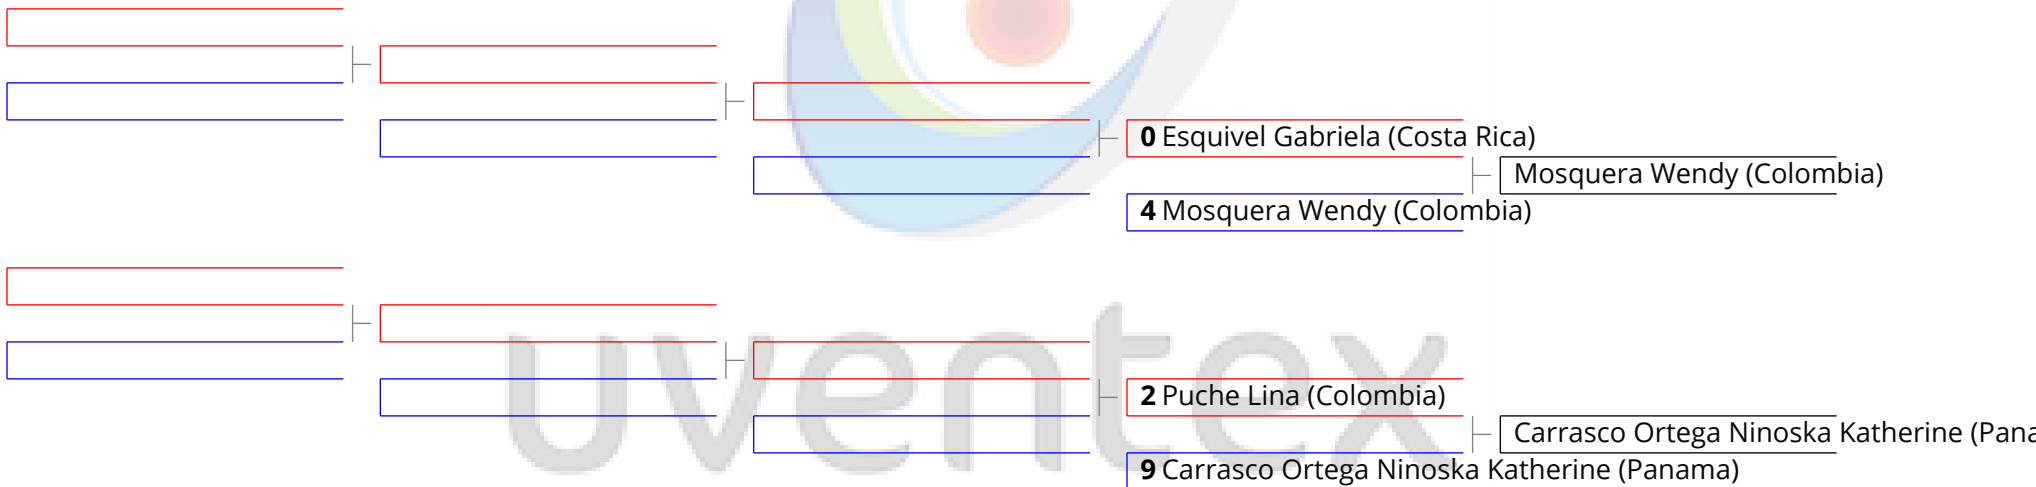 0 Esquivel Gabriela (Costa Rica)
Mosquera Wendy (Colombia)
4 Mosquera Wendy (Colombia)
uventex
2 Puche Lina (Colombia)
Carrasco Ortega Ninoska Katherine (Pana
9 Carrasco Ortega Ninoska Katherine (Panama)